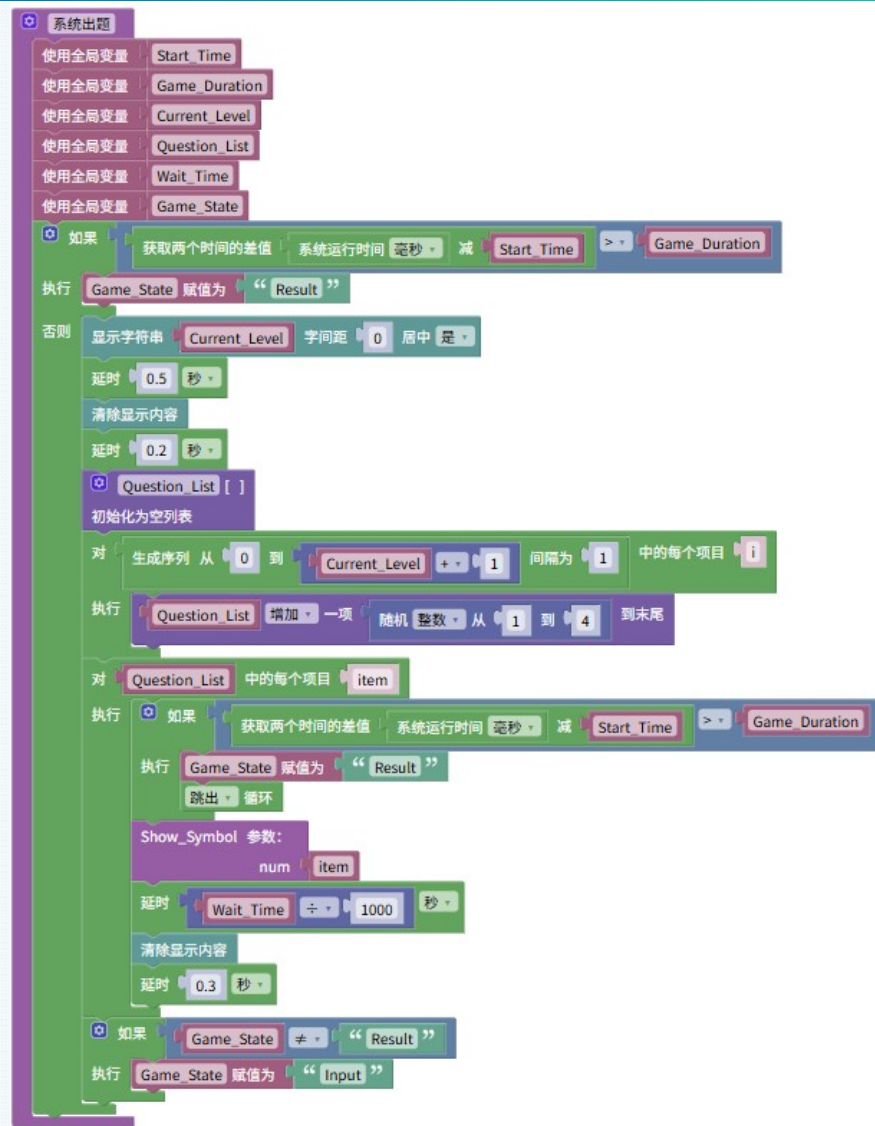 系统出题
使用全局变量 Start_Time
使用全局变量 Game_Duration
使用全局变量 Current_Level
使用全局变量 Question_List
使用全局变量 Wait_Time
使用全局变量 Game_State
如果 获取两个时间的差值 系统运行时间 毫秒 减 Start_Time > Game_Duration
执行 Game_State 赋值为 “ Result ”
否则 显示字符串 Current_Level 字间距 0 居中 是
延时 0.5 秒
清除显示内容
延时 0.2 秒
Question_List [ ]
初始化为空列表
对 生成序列 从 0 到 Current_Level + 1 间隔为 1 中的每个项目 i
执行 Question_List 增加 一项 随机 整数 从 1 到 4 到末尾
对 Question_List 中的每个项目 item
执行 如果 获取两个时间的差值 系统运行时间 毫秒 减 Start_Time > Game_Duration
执行 Game_State 赋值为 “ Result ”
跳出 循环
Show_Symbol 参数:
num item
延时 Wait_Time ÷ 1000 秒
清除显示内容
延时 0.3 秒
如果 Game_State ≠ “ Result ”
执行 Game_State 赋值为 “ Input ”